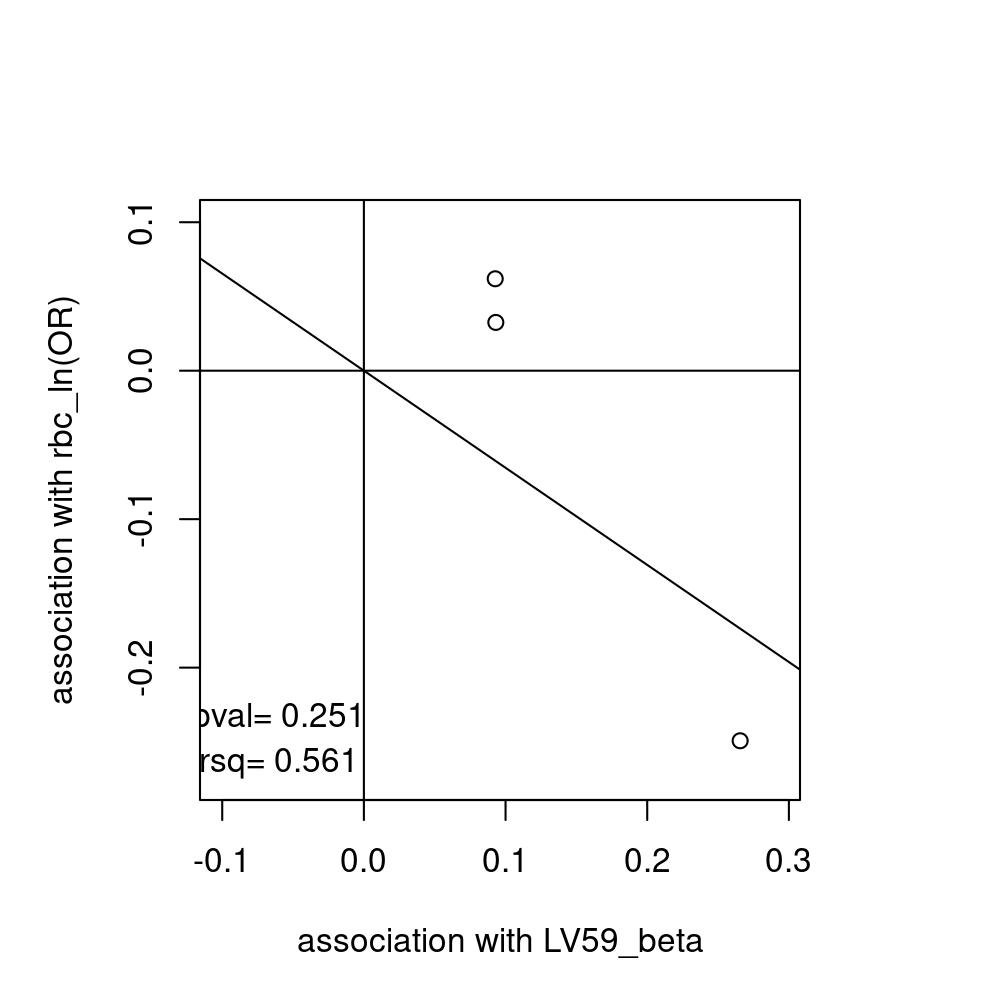 0.1
0.0
-0.1
-0.2
association with rbc_ln(OR)
pval= 0.251
rsq= 0.561
-0.1 0.0 0.1 0.2 0.3
association with LV59_beta